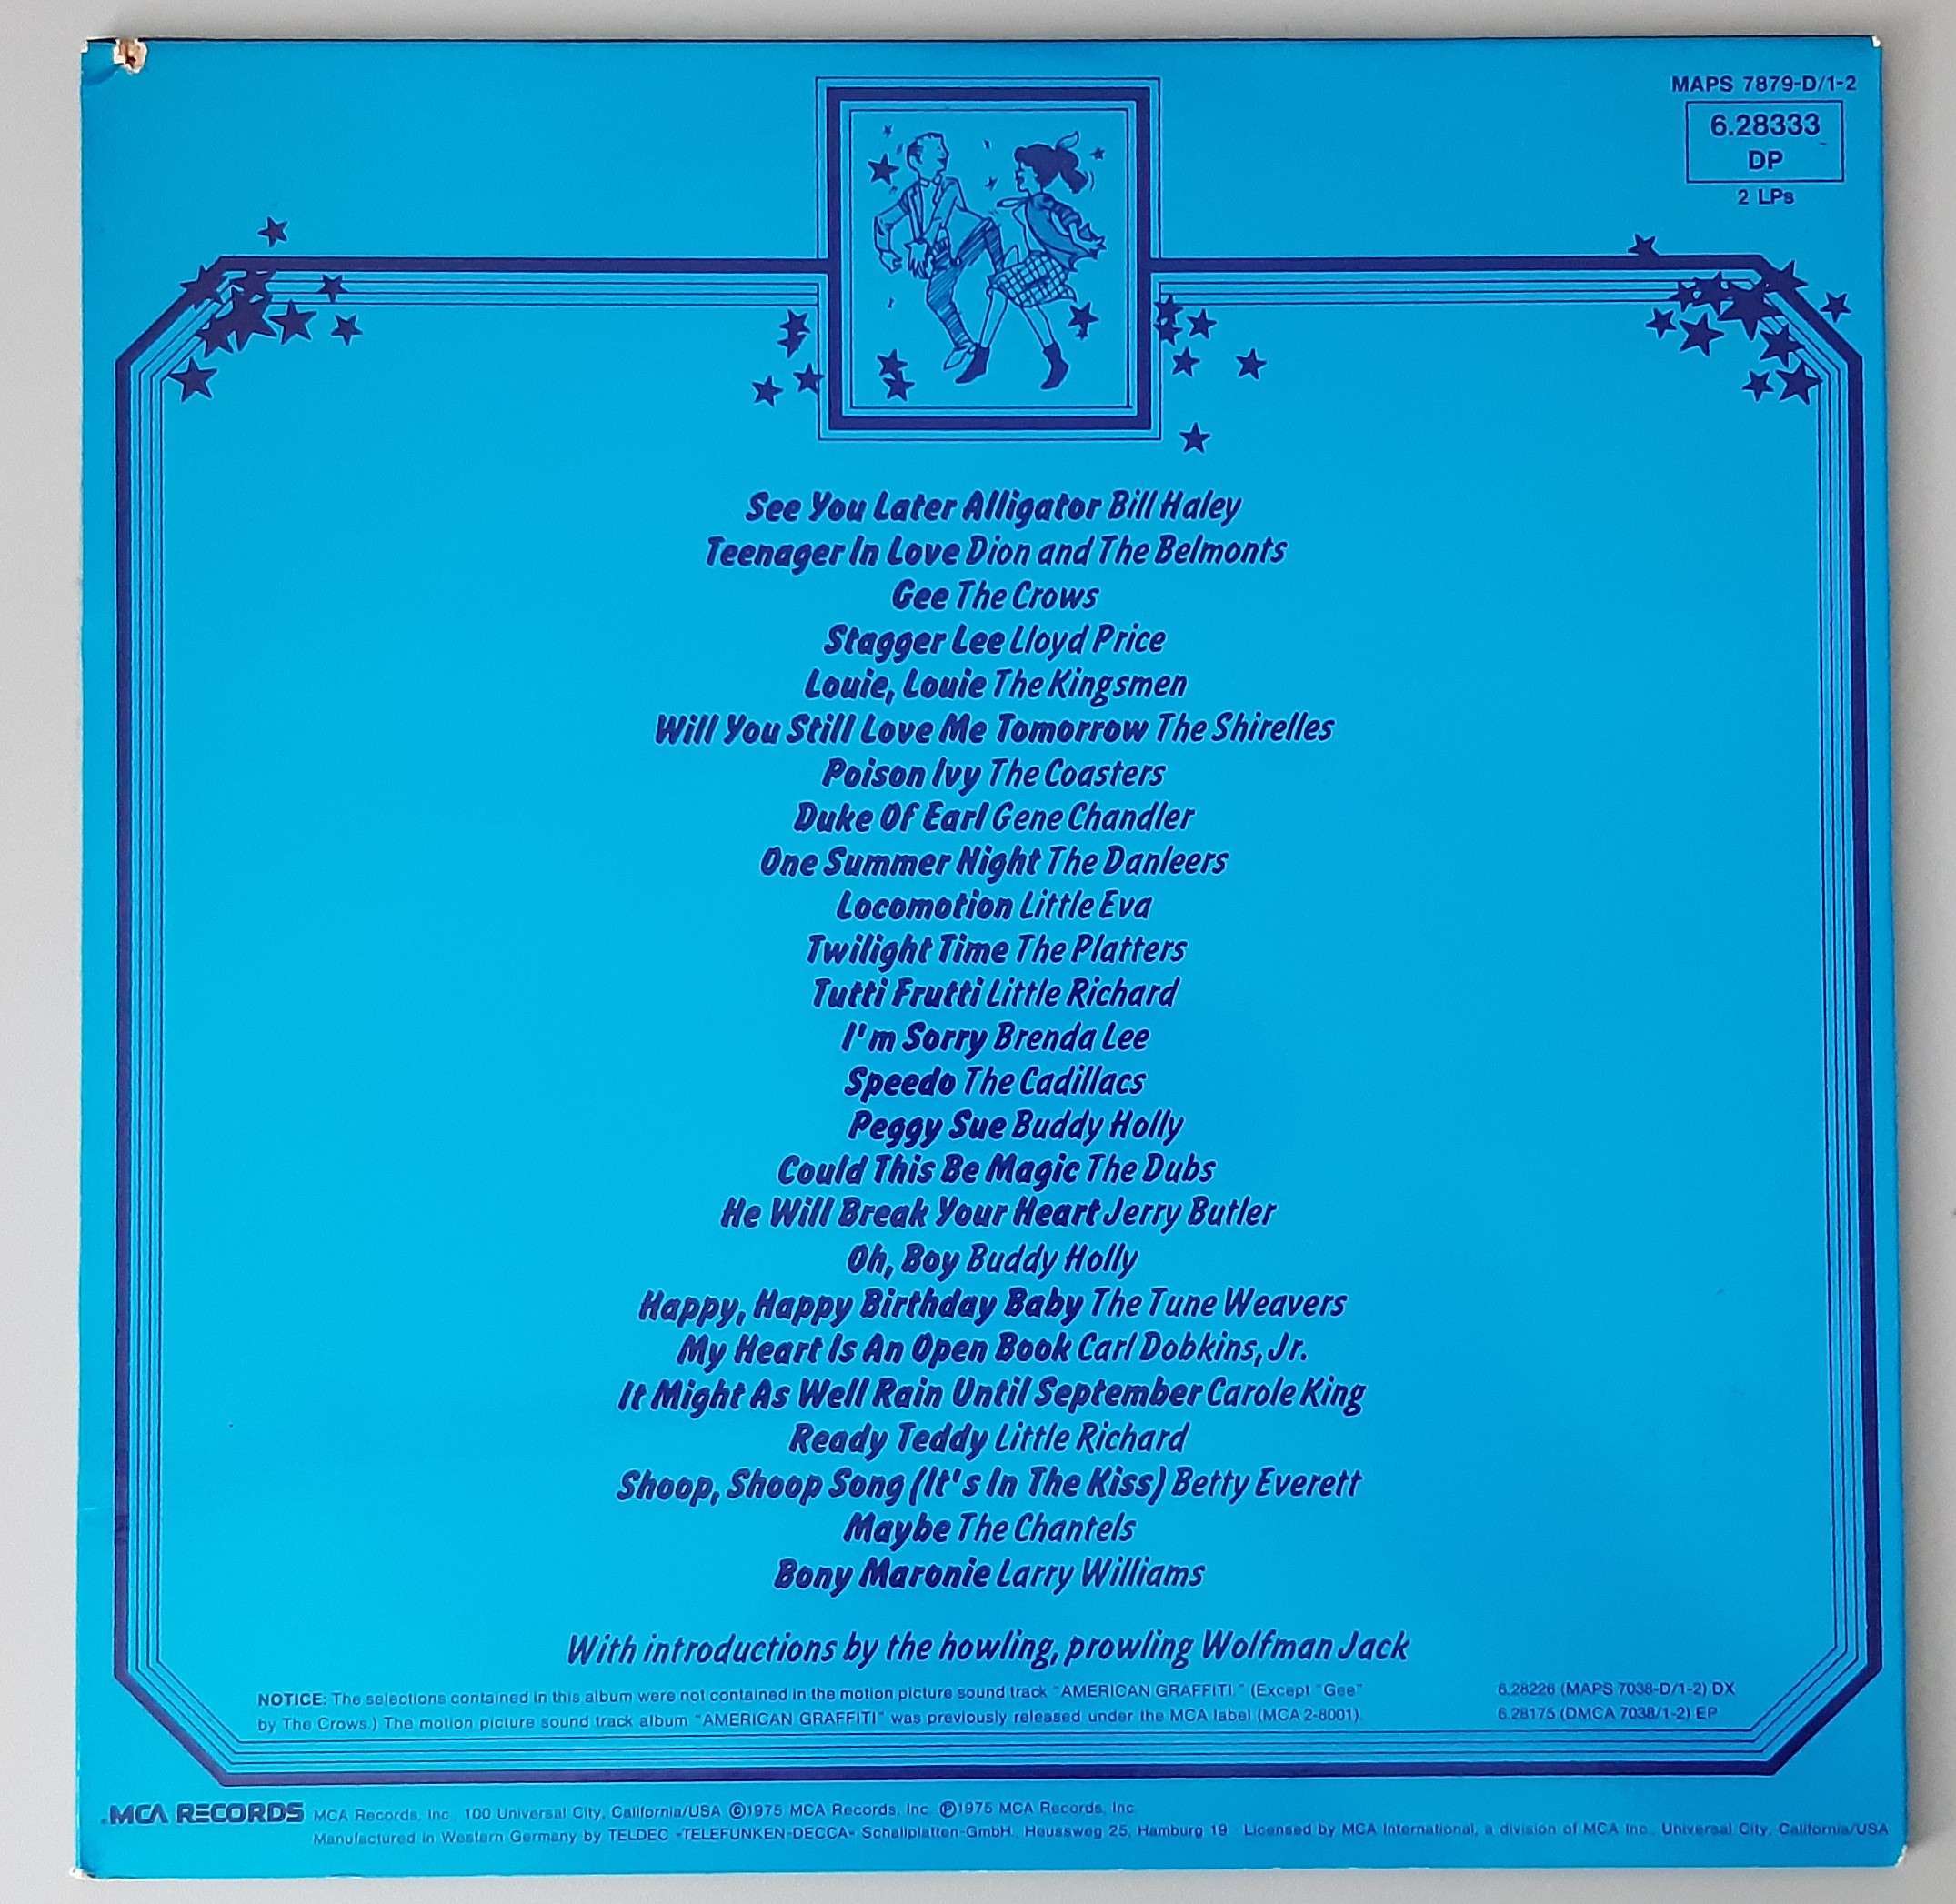 MAPS 7879-D/1-2
6.28333
DP
2 LPs
See You Later Alligator Bill Haley
Teenager In Love Dion and The Belmonts
Gee The Crows
Stagger Lee Lloyd Price
Louie, Louie The Kingsmen
Will You Still Love Me Tomorrow The Shirelles
Poison Ivy The Coasters
Duke Of Earl Gene Chandler
One Summer Night The Danleers
Locomotion Little Eva
Twilight Time The Platters
Tutti Frutti Little Richard
I'm Sorry Brenda Lee
Speedo The Cadillacs
Peggy Sue Buddy Holly
Could This Be Magic The Dubs
He Will Break Your Heart Jerry Butler
Oh, Boy Buddy Holly
Happy, Happy Birthday Baby The Tune Weavers
My Heart Is An Open Book Carl Dobkins, Jr.
It Might As Well Rain Until September Carole King
Ready Teddy Little Richard
Shoop, Shoop Song (It's In The Kiss) Betty Everett
Maybe The Chantels
Bony Maronie Larry Williams
With introductions by the howling, prowling Wolfman Jack
NOTICE: The selections contained in this album were not contained in the motion picture sound track "AMERICAN GRAFFITI." (Except "Gee"
by The Crows.) The motion picture sound track album "AMERICAN GRAFFITI" was previously released under the MCA label (MCA 2-8001).
6.28226 (MAPS 7038-D/1-2) DX
6.28175 (DMCA 7038/1-2) EP
MCA RECORDS MCA Records, Inc., 100 Universal City, California/USA ©1975 MCA Records, Inc. ℗1975 MCA Records, Inc.
Manufactured in Western Germany by TELDEC »TELEFUNKEN-DECCA« Schallplatten-GmbH., Heussweg 25, Hamburg 19 Licensed by MCA International, a division of MCA Inc., Universal City, California/USA